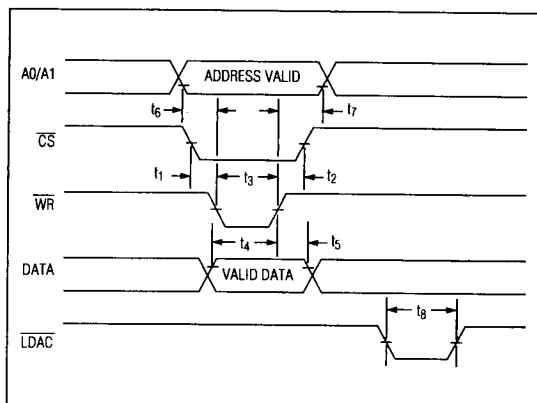 A0/A1
ADDRESS VALID
t6
t7
CS
t1
t3
t2
WR
t4
t5
DATA
VALID DATA
t8
LDAC